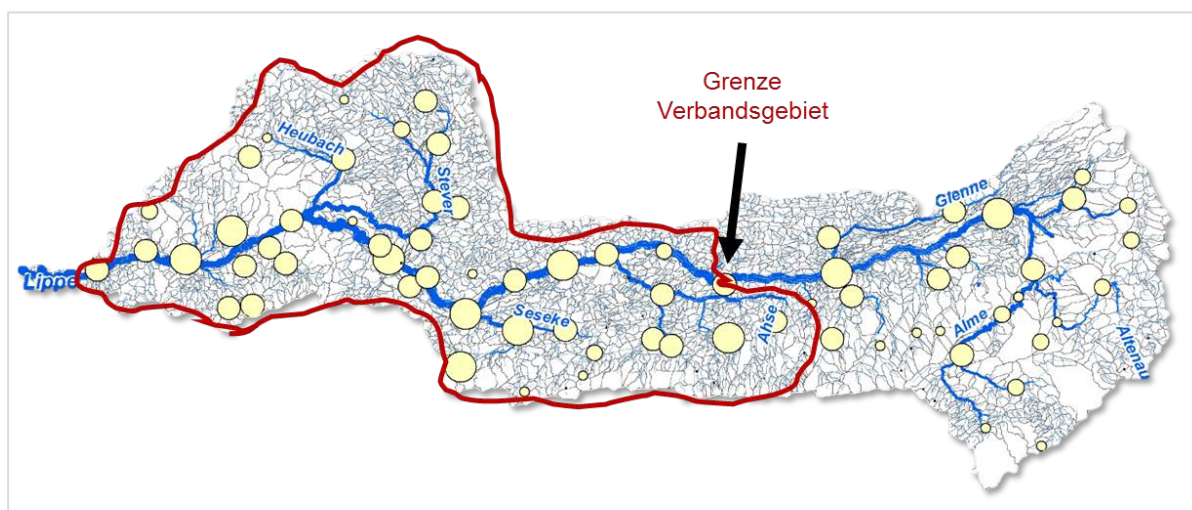 Grenze
Verbandsgebiet
Heubach
Stever
Glenne
Lippe
Seseke
Ahse
Alme
Altenau